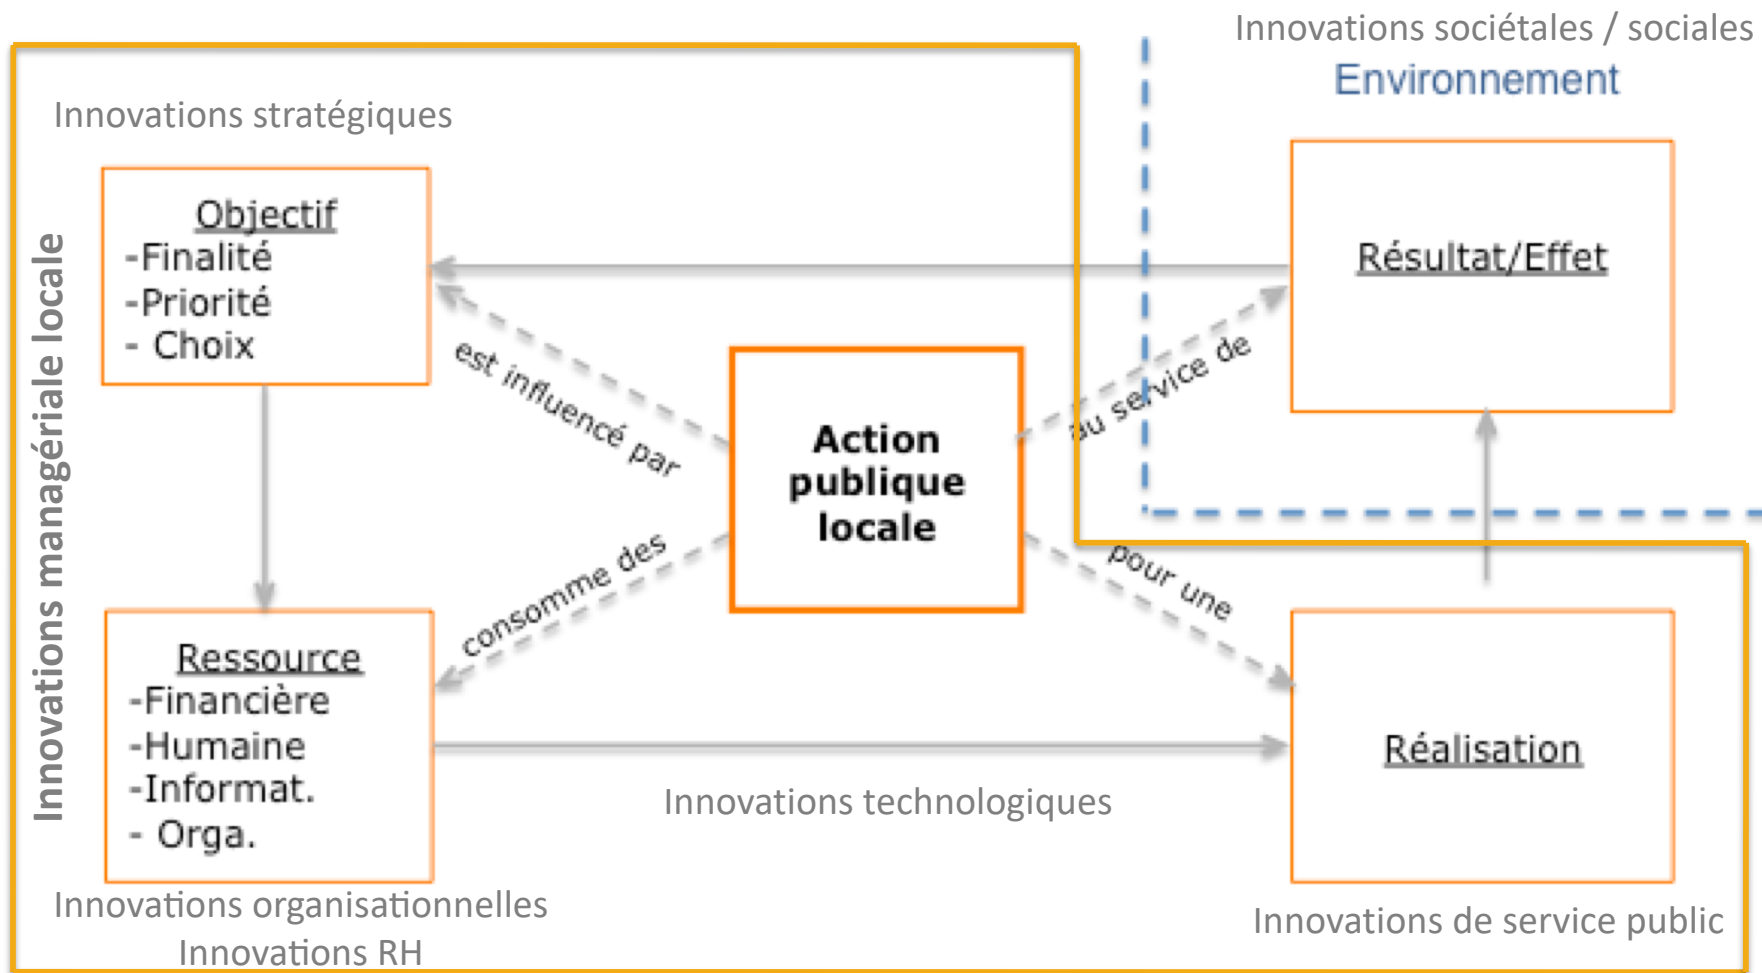 Innovations sociétales / sociales
Environnement
Innovations stratégiques
Innovations managériale locale
Objectif
-Finalité
-Priorité
- Choix
Résultat/Effet
est influencé par
au service de
Action
publique
locale
consomme des
pour une
Ressource
-Financière
-Humaine
-Informat.
- Orga.
Réalisation
Innovations technologiques
Innovations organisationnelles
Innovations RH
Innovations de service public